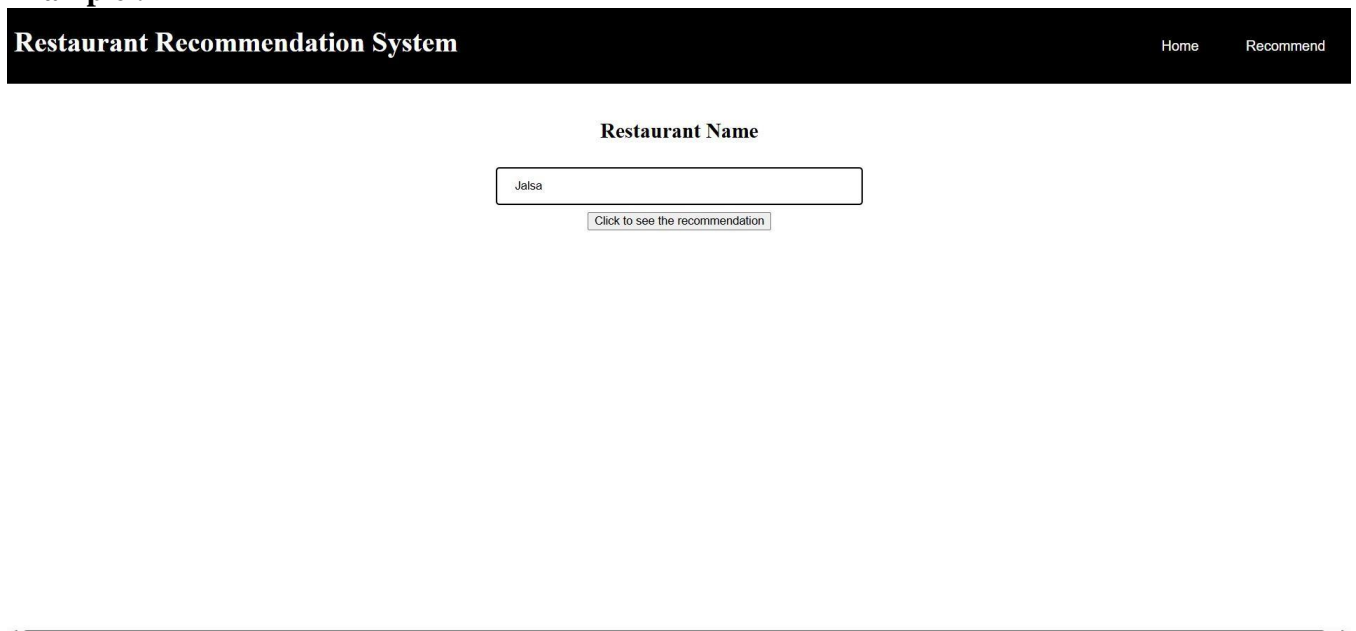 Restaurant Recommendation System
Home Recommend
Restaurant Name
Jalsa
Click to see the recommendation